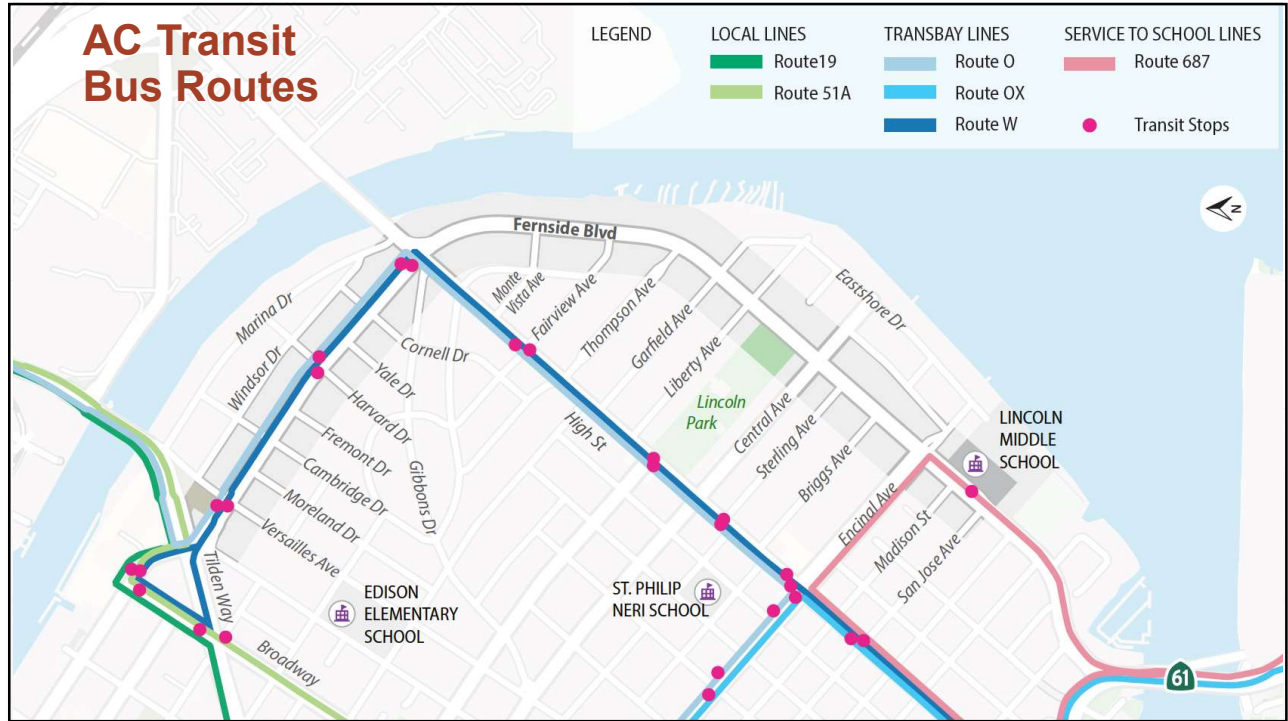 AC Transit
Bus Routes
LEGEND
LOCAL LINES
Route19
Route 51A
TRANSBAY LINES
Route O
Route OX
Route W
SERVICE TO SCHOOL LINES
Route 687
Transit Stops
N
Fernside Blvd
Monte
Vista Ave
Fairview Ave
Thompson Ave
Garfield Ave
Liberty Ave
Eastshore Dr
Marina Dr
Windsor Dr
Cornell Dr
Yale Dr
Harvard Dr
Fremont Dr
Cambridge Dr
Moreland Dr
Versailles Ave
Gibbons Dr
High St
Lincoln
Park
Central Ave
Sterling Ave
Briggs Ave
Encinal Ave
Madison St
San Jose Ave
LINCOLN
MIDDLE
SCHOOL
Tilden Way
EDISON
ELEMENTARY
SCHOOL
ST. PHILIP
NERI SCHOOL
Broadway
61